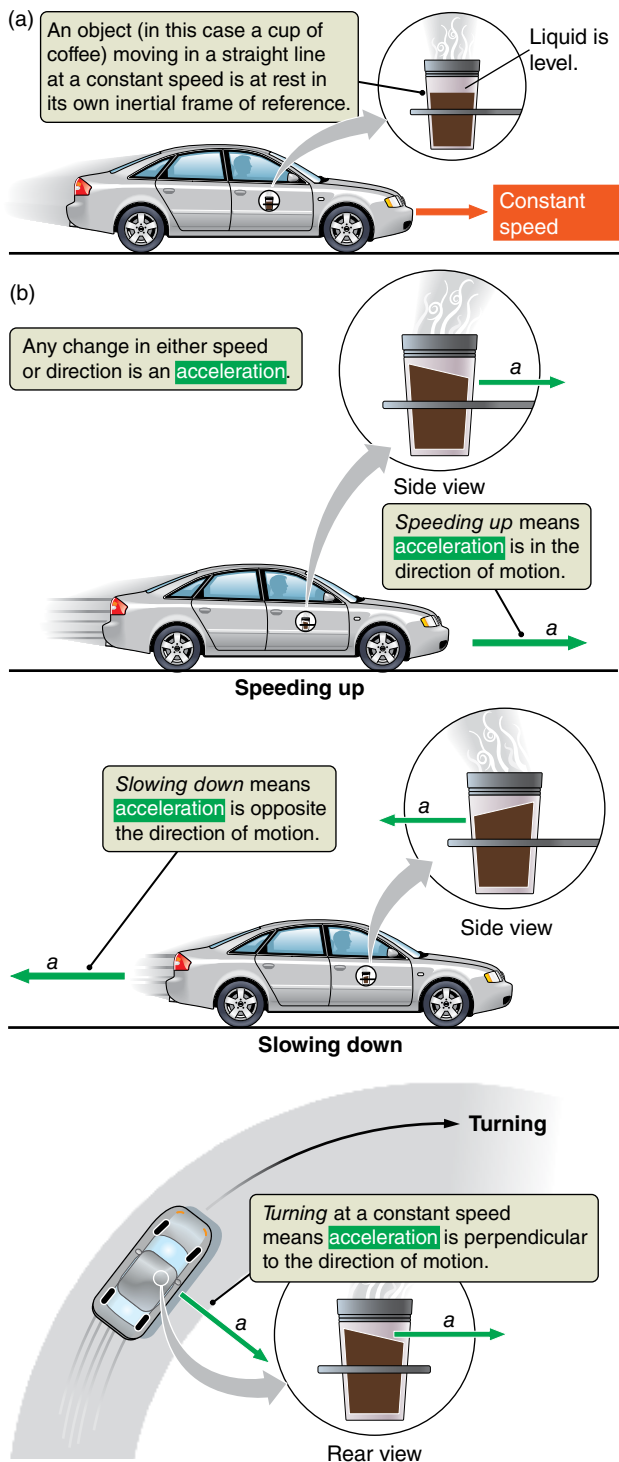 (a)
An object (in this case a cup of
coffee) moving in a straight line
at a constant speed is at rest in
its own inertial frame of reference.
Liquid is
level.
Constant
speed
(b)
Any change in either speed
or direction is an acceleration.
a
Side view
Speeding up means
acceleration is in the
direction of motion.
a
Speeding up
Slowing down means
acceleration is opposite
the direction of motion.
a
Side view
a
Slowing down
Turning
Turning at a constant speed
means acceleration is perpendicular
to the direction of motion.
a
a
Rear view